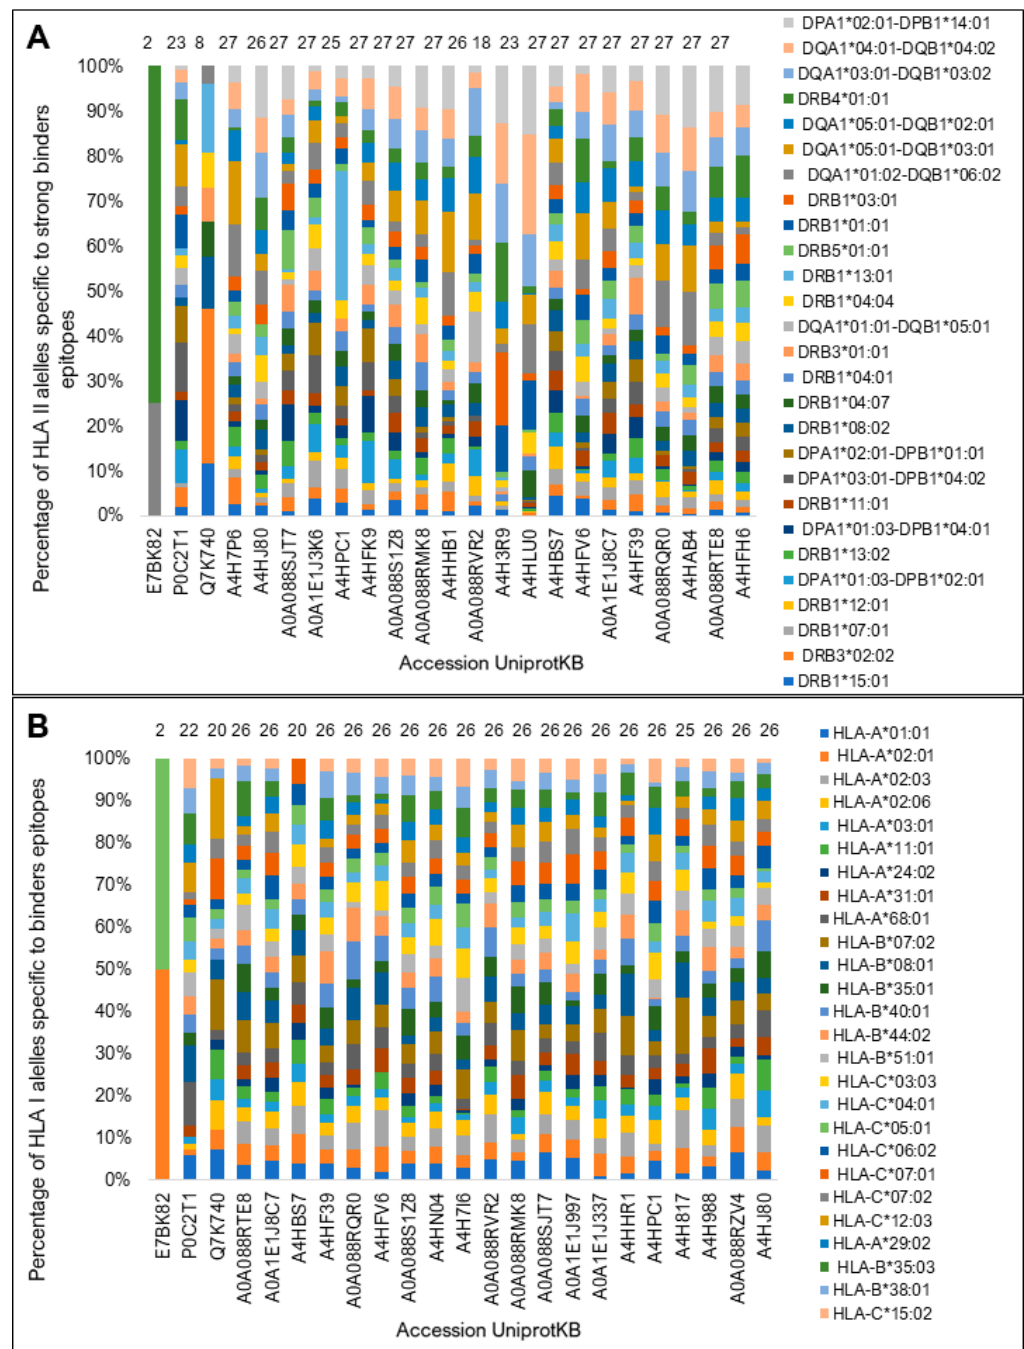 A
2 23 8 27 26 27 27 25 27 27 27 27 26 18 23 27 27 27 27 27 27 27
100%
90%
80%
70%
60%
50%
40%
30%
20%
10%
0%
Percentage of HLA II alelles specific to strong binders
epitopes
E7BK82
P0C2T1
Q7K740
A4H7P6
A4HJ80
A0A088SJT7
A0A1E1J3K6
A4HPC1
A4HFK9
A0A088S1Z8
A0A088RMK8
A4HHB1
A0A088RVR2
A4H3R9
A4HLU0
A4HBS7
A4HFV6
A0A1E1J8C7
A4HF39
A0A088RQR0
A4HAB4
A0A088RTE8
A4HFH6
Accession UniprotKB
DPA1*02:01-DPB1*14:01
DQA1*04:01-DQB1*04:02
DQA1*03:01-DQB1*03:02
DRB4*01:01
DQA1*05:01-DQB1*02:01
DQA1*05:01-DQB1*03:01
DQA1*01:02-DQB1*06:02
DRB1*03:01
DRB1*01:01
DRB5*01:01
DRB1*13:01
DRB1*04:04
DQA1*01:01-DQB1*05:01
DRB3*01:01
DRB1*04:01
DRB1*04:07
DRB1*08:02
DPA1*02:01-DPB1*01:01
DPA1*03:01-DPB1*04:02
DRB1*11:01
DPA1*01:03-DPB1*04:01
DRB1*13:02
DPA1*01:03-DPB1*02:01
DRB1*12:01
DRB1*07:01
DRB3*02:02
DRB1*15:01
B
2 22 20 26 26 20 26 26 26 26 26 26 26 26 26 26 26 26 26 25 26 26 26
100%
90%
80%
70%
60%
50%
40%
30%
20%
10%
0%
Percentage of HLA I alelles specific to binders epitopes
E7BK82
P0C2T1
Q7K740
A0A088RTE8
A0A1E1J8C7
A4HBS7
A4HF39
A0A088RQR0
A4HFV6
A0A088S1Z8
A4HN04
A4H7I6
A0A088RVR2
A0A088RMK8
A0A088SJT7
A0A1E1J997
A0A1E1J337
A4HHR1
A4HPC1
A4H817
A4H988
A0A088RZV4
A4HJ80
Accession UniprotKB
HLA-A*01:01
HLA-A*02:01
HLA-A*02:03
HLA-A*02:06
HLA-A*03:01
HLA-A*11:01
HLA-A*24:02
HLA-A*31:01
HLA-A*68:01
HLA-B*07:02
HLA-B*08:01
HLA-B*35:01
HLA-B*40:01
HLA-B*44:02
HLA-B*51:01
HLA-C*03:03
HLA-C*04:01
HLA-C*05:01
HLA-C*06:02
HLA-C*07:01
HLA-C*07:02
HLA-C*12:03
HLA-A*29:02
HLA-B*35:03
HLA-B*38:01
HLA-C*15:02